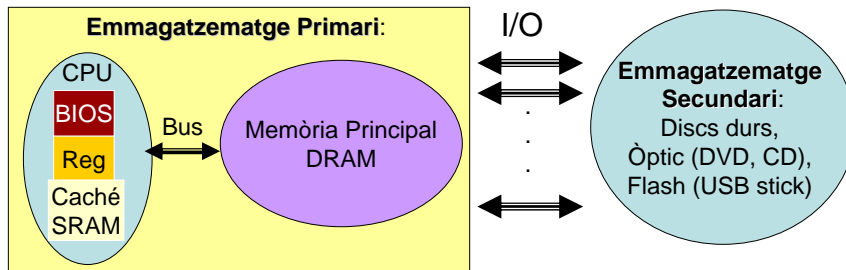 Emmagatzematge Primari:
CPU
BIOS
Reg
Caché
SRAM
Bus
Memòria Principal
DRAM
I/O
.
.
.
Emmagatzematge
Secundari:
Discs durs,
Òptic (DVD, CD),
Flash (USB stick)